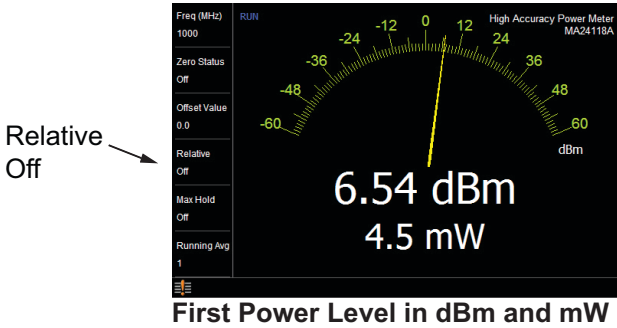 Relative
Off
Freq (MHz)
1000
Zero Status
Off
Offset Value
0.0
Relative
Off
Max Hold
Off
Running Avg
1
RUN
High Accuracy Power Meter
MA24118A
-60
-48
-36
-24
-12
0
12
24
36
48
60
dBm
6.54 dBm
4.5 mW
First Power Level in dBm and mW